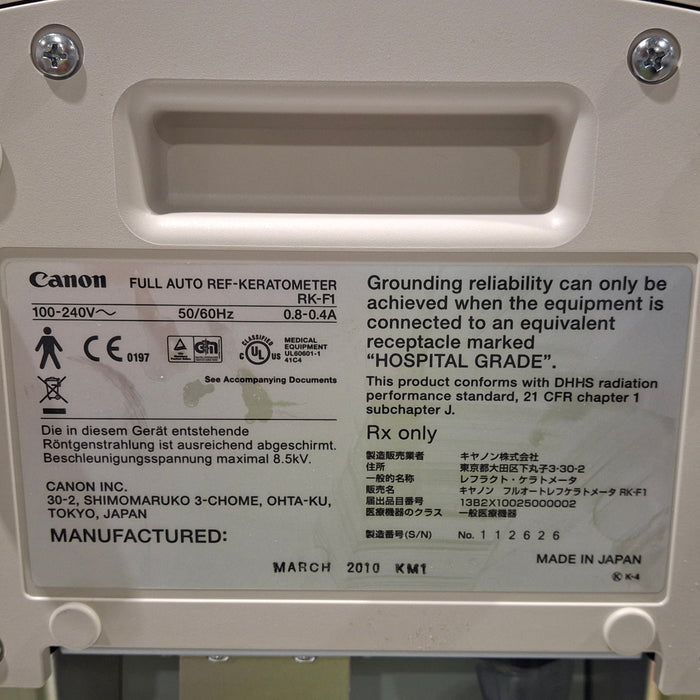 Canon FULL AUTO REF-KERATOMETER
RK-F1
100-240V～ 50/60Hz 0.8-0.4A
CE 0197
CLASSIFIED
C UL US
MEDICAL
EQUIPMENT
UL60601-1
41C4
See Accompanying Documents
Die in diesem Gerät entstehende
Röntgenstrahlung ist ausreichend abgeschirmt.
Beschleunigungsspannung maximal 8.5kV.
CANON INC.
30-2, SHIMOMARUKO 3-CHOME, OHTA-KU,
TOKYO, JAPAN
MANUFACTURED:
MARCH 2010 KM1
Grounding reliability can only be
achieved when the equipment is
connected to an equivalent
receptacle marked
“HOSPITAL GRADE”.
This product conforms with DHHS radiation
performance standard, 21 CFR chapter 1
subchapter J.
Rx only
製造販売業者 キヤノン株式会社
住所 東京都大田区下丸子3-30-2
一般的名称 レフラクト・ケラトメータ
販売名 キヤノン フルオートレフケラトメータ RK-F1
届出品目番号 13B2X10025000002
医療機器のクラス 一般医療機器
製造番号(S/N) No. 112626
MADE IN JAPAN
K K-4